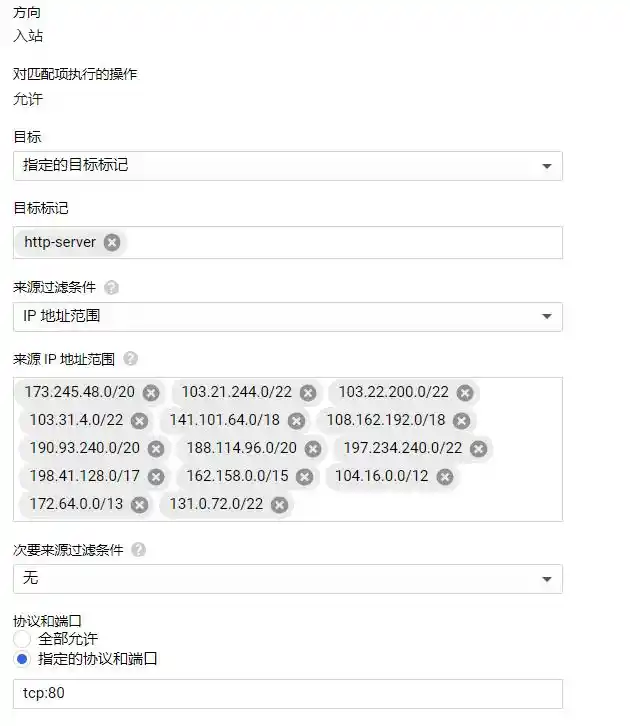 方向
入站
对匹配项执行的操作
允许
目标
指定的目标标记
目标标记
http-server
来源过滤条件
IP 地址范围
来源 IP 地址范围
173.245.48.0/20 103.21.244.0/22 103.22.200.0/22
103.31.4.0/22 141.101.64.0/18 108.162.192.0/18
190.93.240.0/20 188.114.96.0/20 197.234.240.0/22
198.41.128.0/17 162.158.0.0/15 104.16.0.0/12
172.64.0.0/13 131.0.72.0/22
次要来源过滤条件
无
协议和端口
全部允许
指定的协议和端口
tcp:80